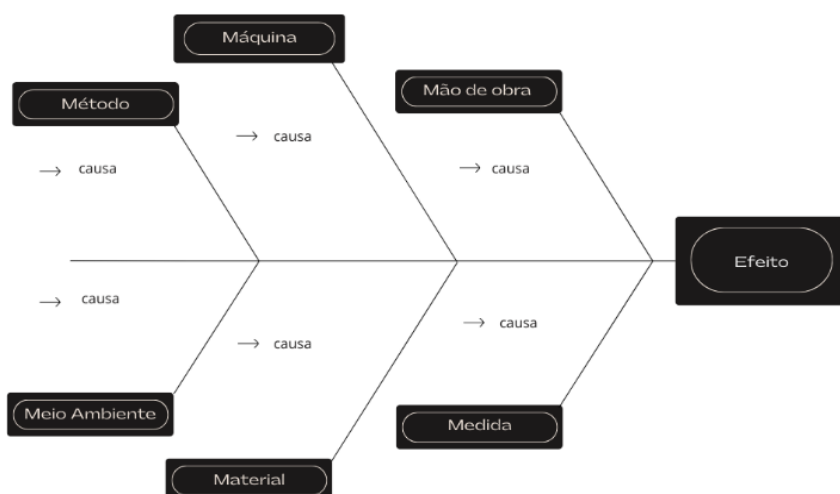 Máquina
Método
Mão de obra
causa
causa
causa
Efeito
causa
causa
causa
Meio Ambiente
Medida
Material